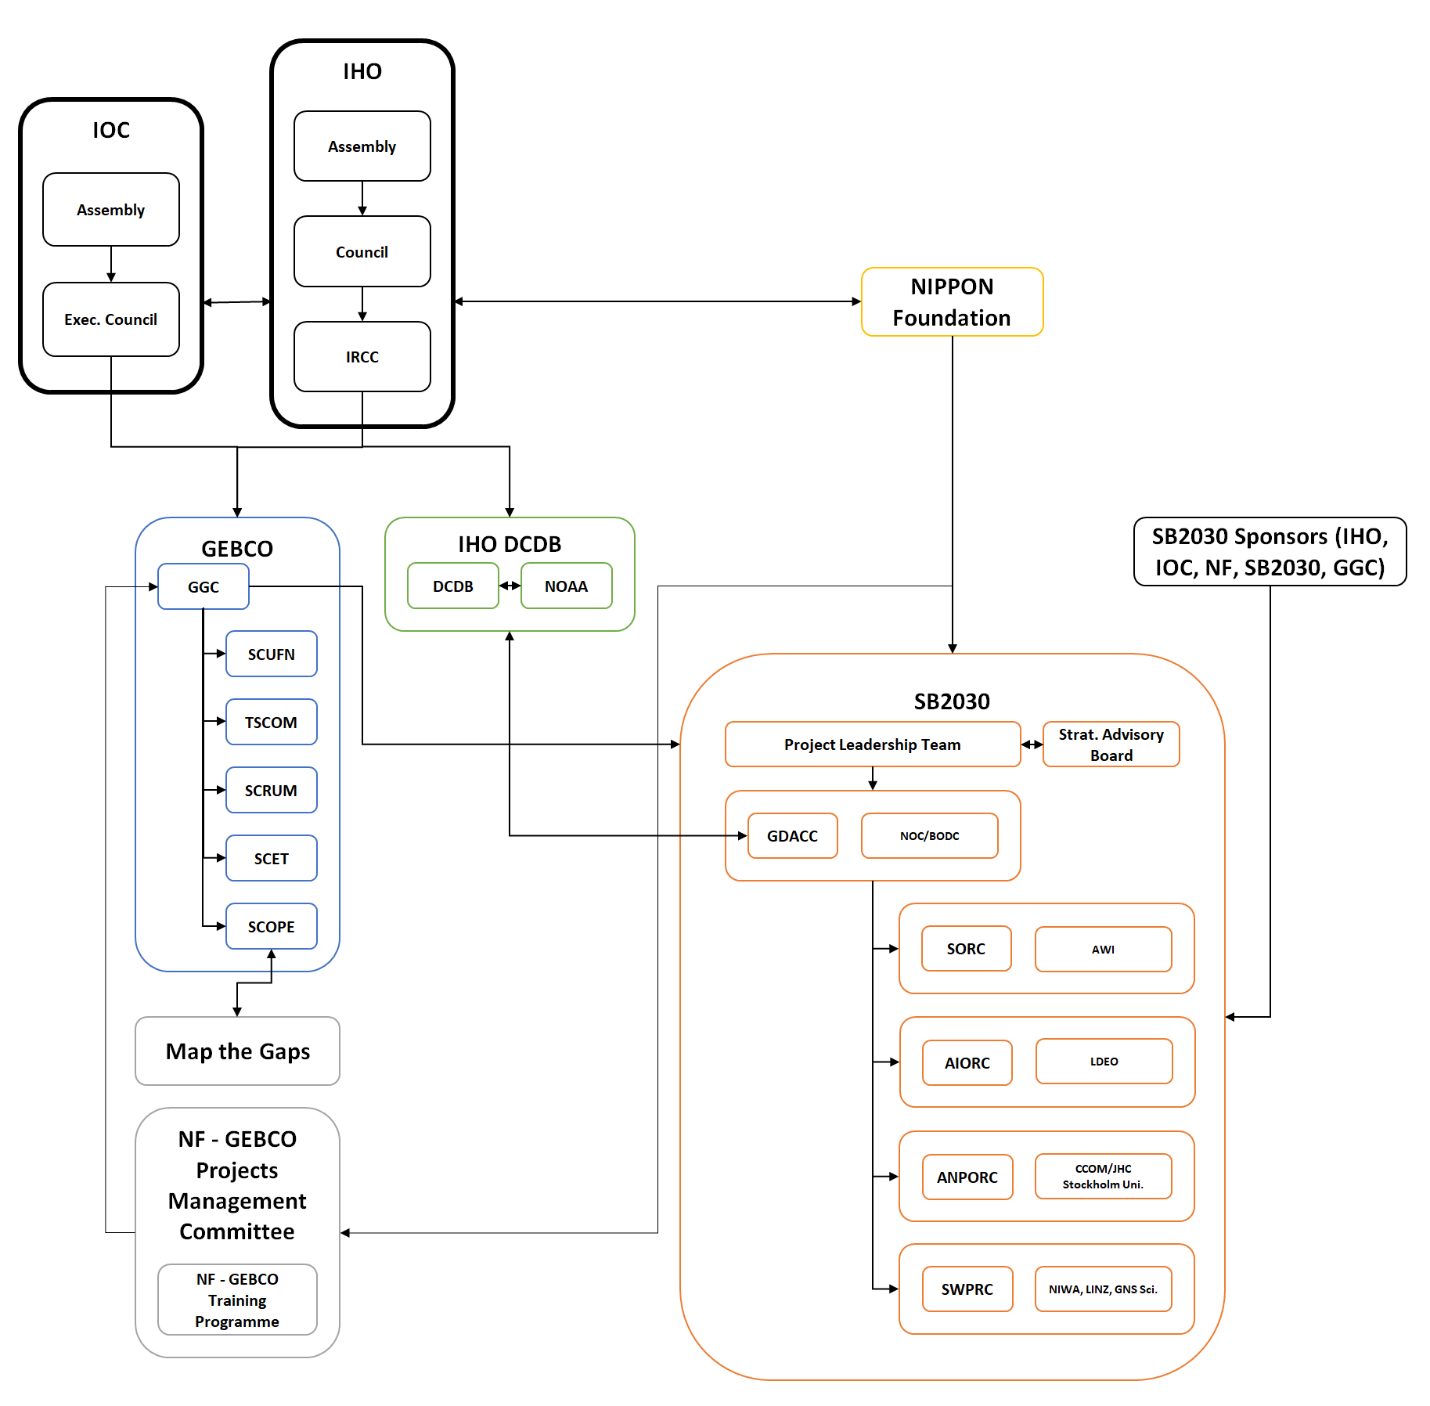 IHO
IOC
Assembly
Assembly
Council
Exec. Council
IRCC
NIPPON
Foundation
GEBCO
GGC
SCUFN
TSCOM
SCRUM
SCET
SCOPE
IHO DCDB
DCDB
NOAA
SB2030 Sponsors (IHO,
IOC, NF, SB2030, GGC)
SB2030
Project Leadership Team
Strat. Advisory
Board
GDACC
NOC/BODC
SORC
AWI
AIORC
LDEO
ANPORC
CCOM/JHC
Stockholm Uni.
SWPRC
NIWA, LINZ, GNS Sci.
Map the Gaps
NF - GEBCO
Projects
Management
Committee
NF - GEBCO
Training
Programme